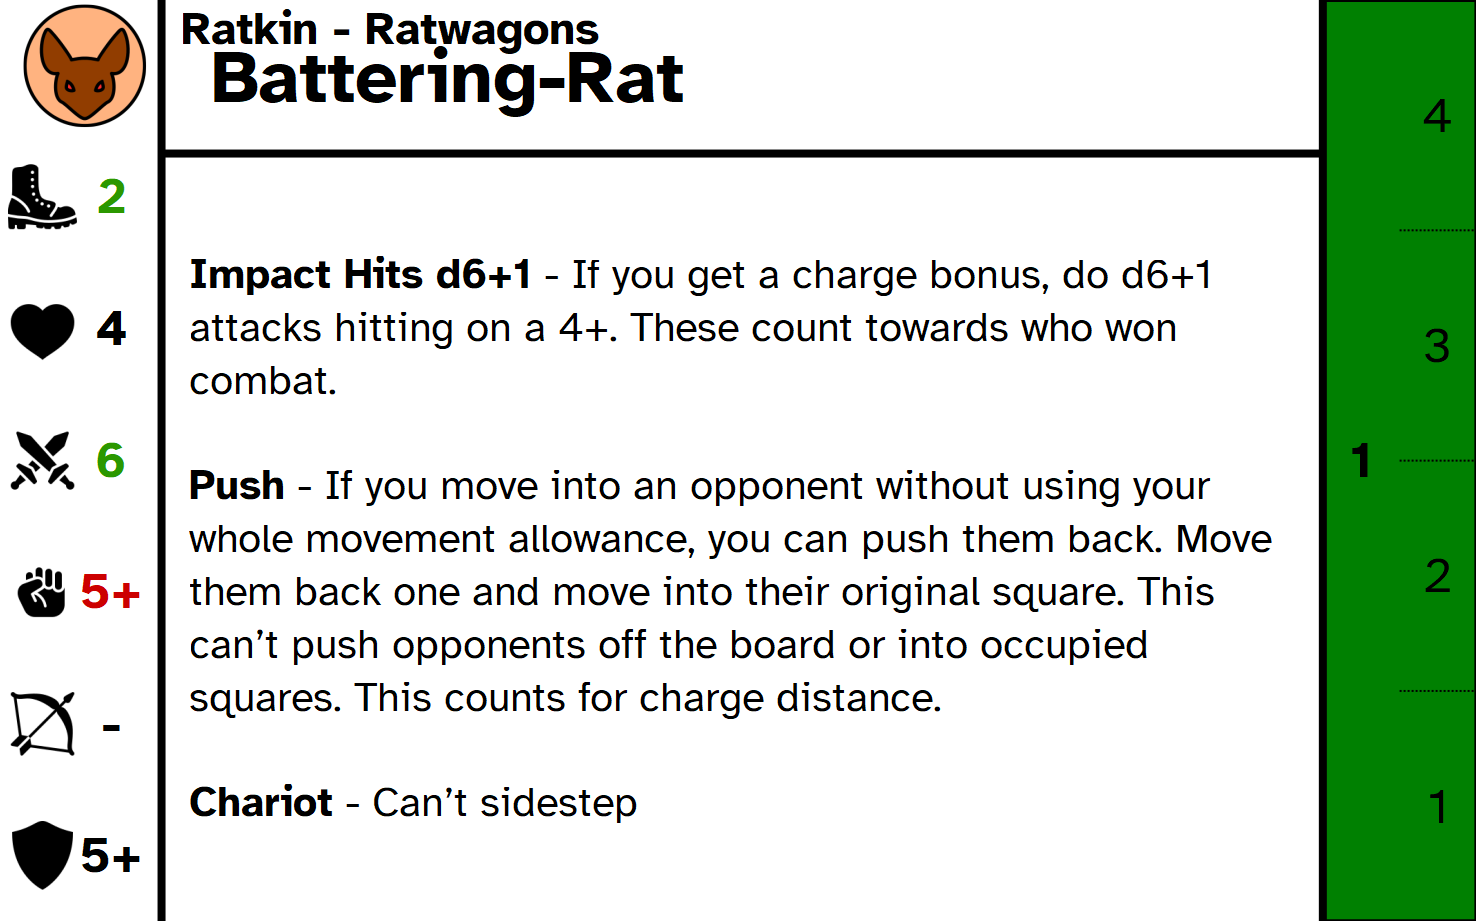 Ratkin - Ratwagons
Battering-Rat
2
4
6
5+
-
5+
Impact Hits d6+1 - If you get a charge bonus, do d6+1
attacks hitting on a 4+. These count towards who won
combat.
Push - If you move into an opponent without using your
whole movement allowance, you can push them back. Move
them back one and move into their original square. This
can’t push opponents off the board or into occupied
squares. This counts for charge distance.
Chariot - Can’t sidestep
4
3
1
2
1